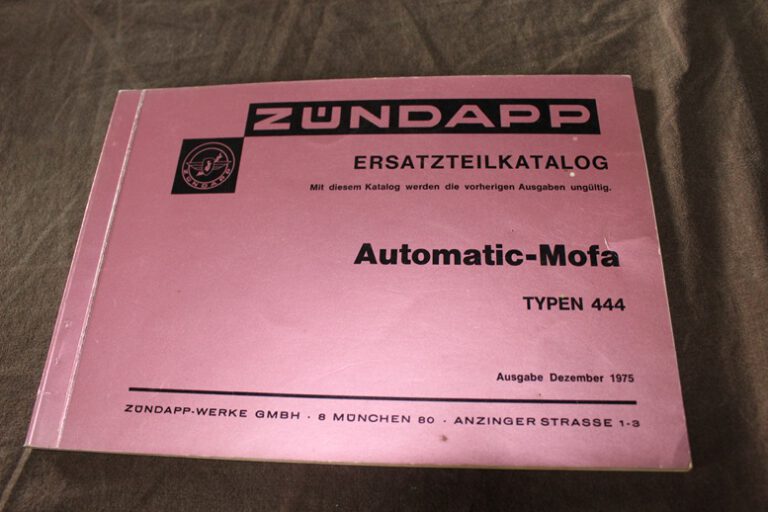 ZÜNDAPP
ZÜNDAPP
ERSATZTEILKATALOG
Mit diesem Katalog werden die vorherigen Ausgaben ungültig.
Automatic-Mofa
TYPEN 444
Ausgabe Dezember 1975
ZÜNDAPP-WERKE GMBH · 8 MÜNCHEN 80 · ANZINGER STRASSE 1-3